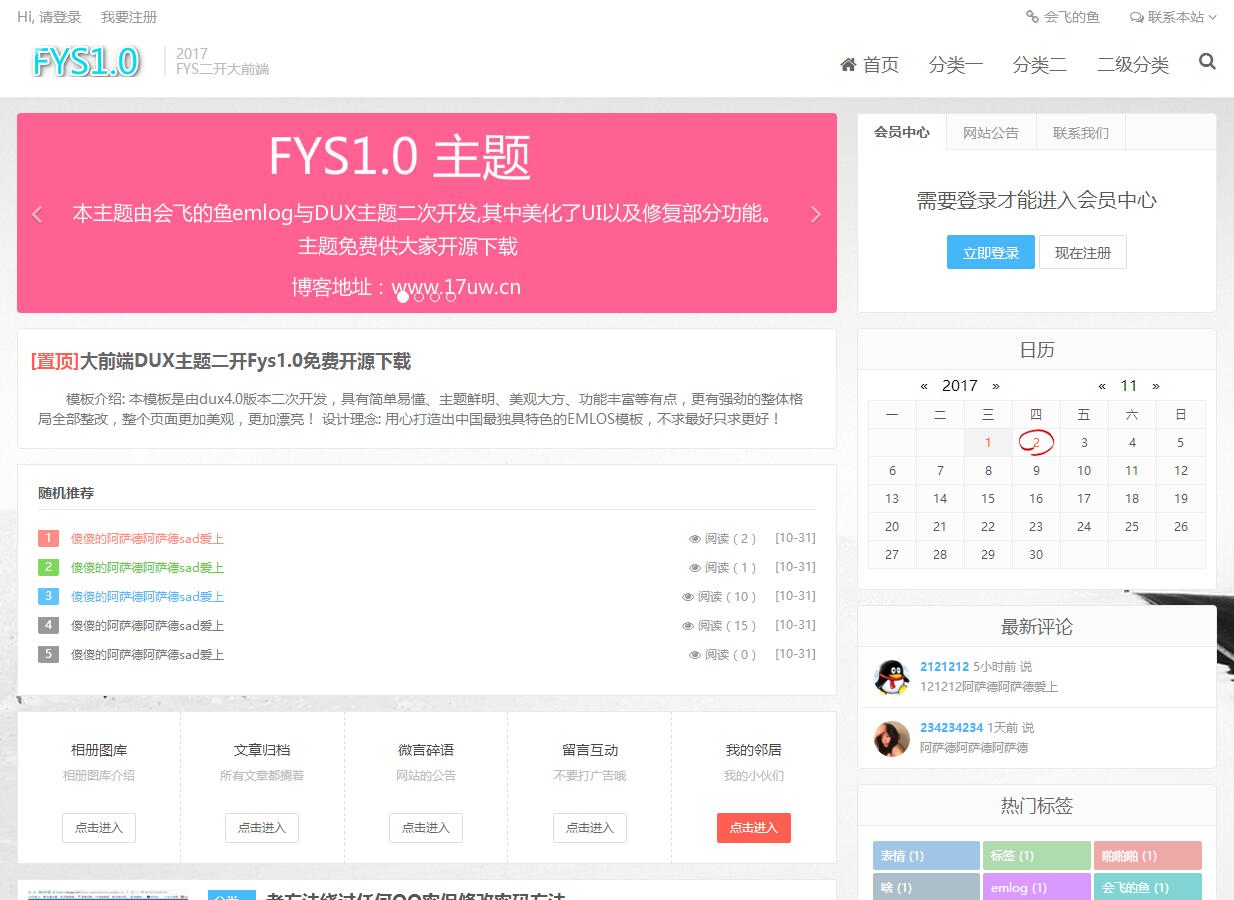 Hi, 请登录 我要注册
会飞的鱼 联系本站
FYS1.0
2017
FYS二开大前端
首页 分类一 分类二 二级分类
FYS1.0 主题
本主题由会飞的鱼emlog与DUX主题二次开发,其中美化了UI以及修复部分功能。
主题免费供大家开源下载
博客地址：www.17uw.cn
[置顶]大前端DUX主题二开Fys1.0免费开源下载
模板介绍: 本模板是由dux4.0版本二次开发，具有简单易懂、主题鲜明、美观大方、功能丰富等有点，更有强劲的整体格
局全部整改，整个页面更加美观，更加漂亮！ 设计理念: 用心打造出中国最独具特色的EMLOS模板，不求最好只求更好！
随机推荐
1 傻傻的阿萨德阿萨德sad爱上 阅读 ( 2 ) [10-31]
2 傻傻的阿萨德阿萨德sad爱上 阅读 ( 1 ) [10-31]
3 傻傻的阿萨德阿萨德sad爱上 阅读 ( 10 ) [10-31]
4 傻傻的阿萨德阿萨德sad爱上 阅读 ( 15 ) [10-31]
5 傻傻的阿萨德阿萨德sad爱上 阅读 ( 0 ) [10-31]
相册图库 文章归档 微言碎语 留言互动 我的邻居
相册图库介绍 所有文章都搁着 网站的公告 不要打广告哦 我的小伙们
点击进入 点击进入 点击进入 点击进入 点击进入
老方法绕过任何QQ密保修改密码方法
会员中心 网站公告 联系我们
需要登录才能进入会员中心
立即登录 现在注册
日历
« 2017 » « 11 »
一 二 三 四 五 六 日
1 2 3 4 5
6 7 8 9 10 11 12
13 14 15 16 17 18 19
20 21 22 23 24 25 26
27 28 29 30
最新评论
2121212 5小时前 说
121212阿萨德阿萨德爱上
234234234 1天前 说
阿萨德阿萨德阿萨德
热门标签
表情 (1) 标签 (1) 啪啪啪 (1)
啥 (1) emlog (1) 会飞的鱼 (1)